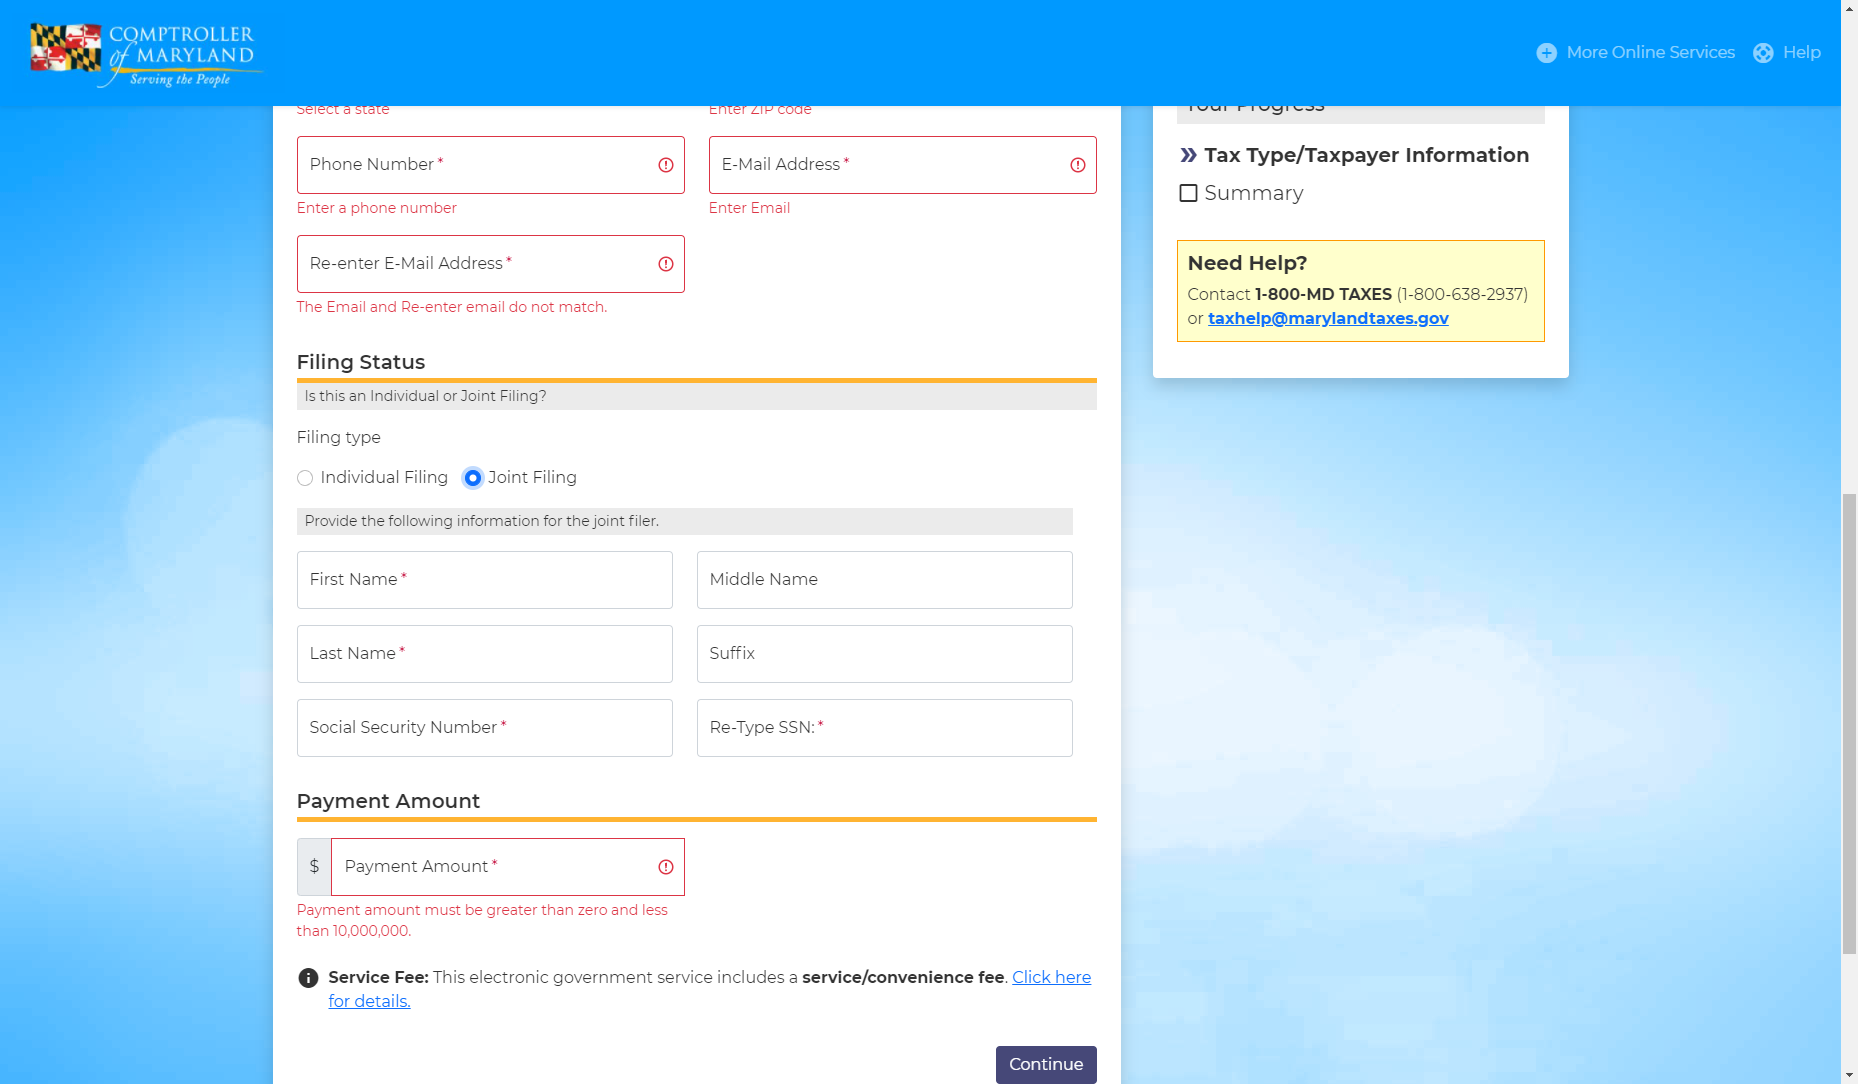 COMPTROLLER
of MARYLAND
Serving the People
More Online Services
Help
Select a state
Enter ZIP code
Phone Number *
E-Mail Address *
Enter a phone number
Enter Email
Re-enter E-Mail Address *
The Email and Re-enter email do not match.
Filing Status
Is this an Individual or Joint Filing?
Filing type
Individual Filing
Joint Filing
Provide the following information for the joint filer.
First Name *
Middle Name
Last Name *
Suffix
Social Security Number *
Re-Type SSN: *
Payment Amount
$
Payment Amount *
Payment amount must be greater than zero and less
than 10,000,000.
Service Fee: This electronic government service includes a service/convenience fee. Click here
for details.
Continue
Your Progress
Tax Type/Taxpayer Information
Summary
Need Help?
Contact 1-800-MD TAXES (1-800-638-2937)
or taxhelp@marylandtaxes.gov